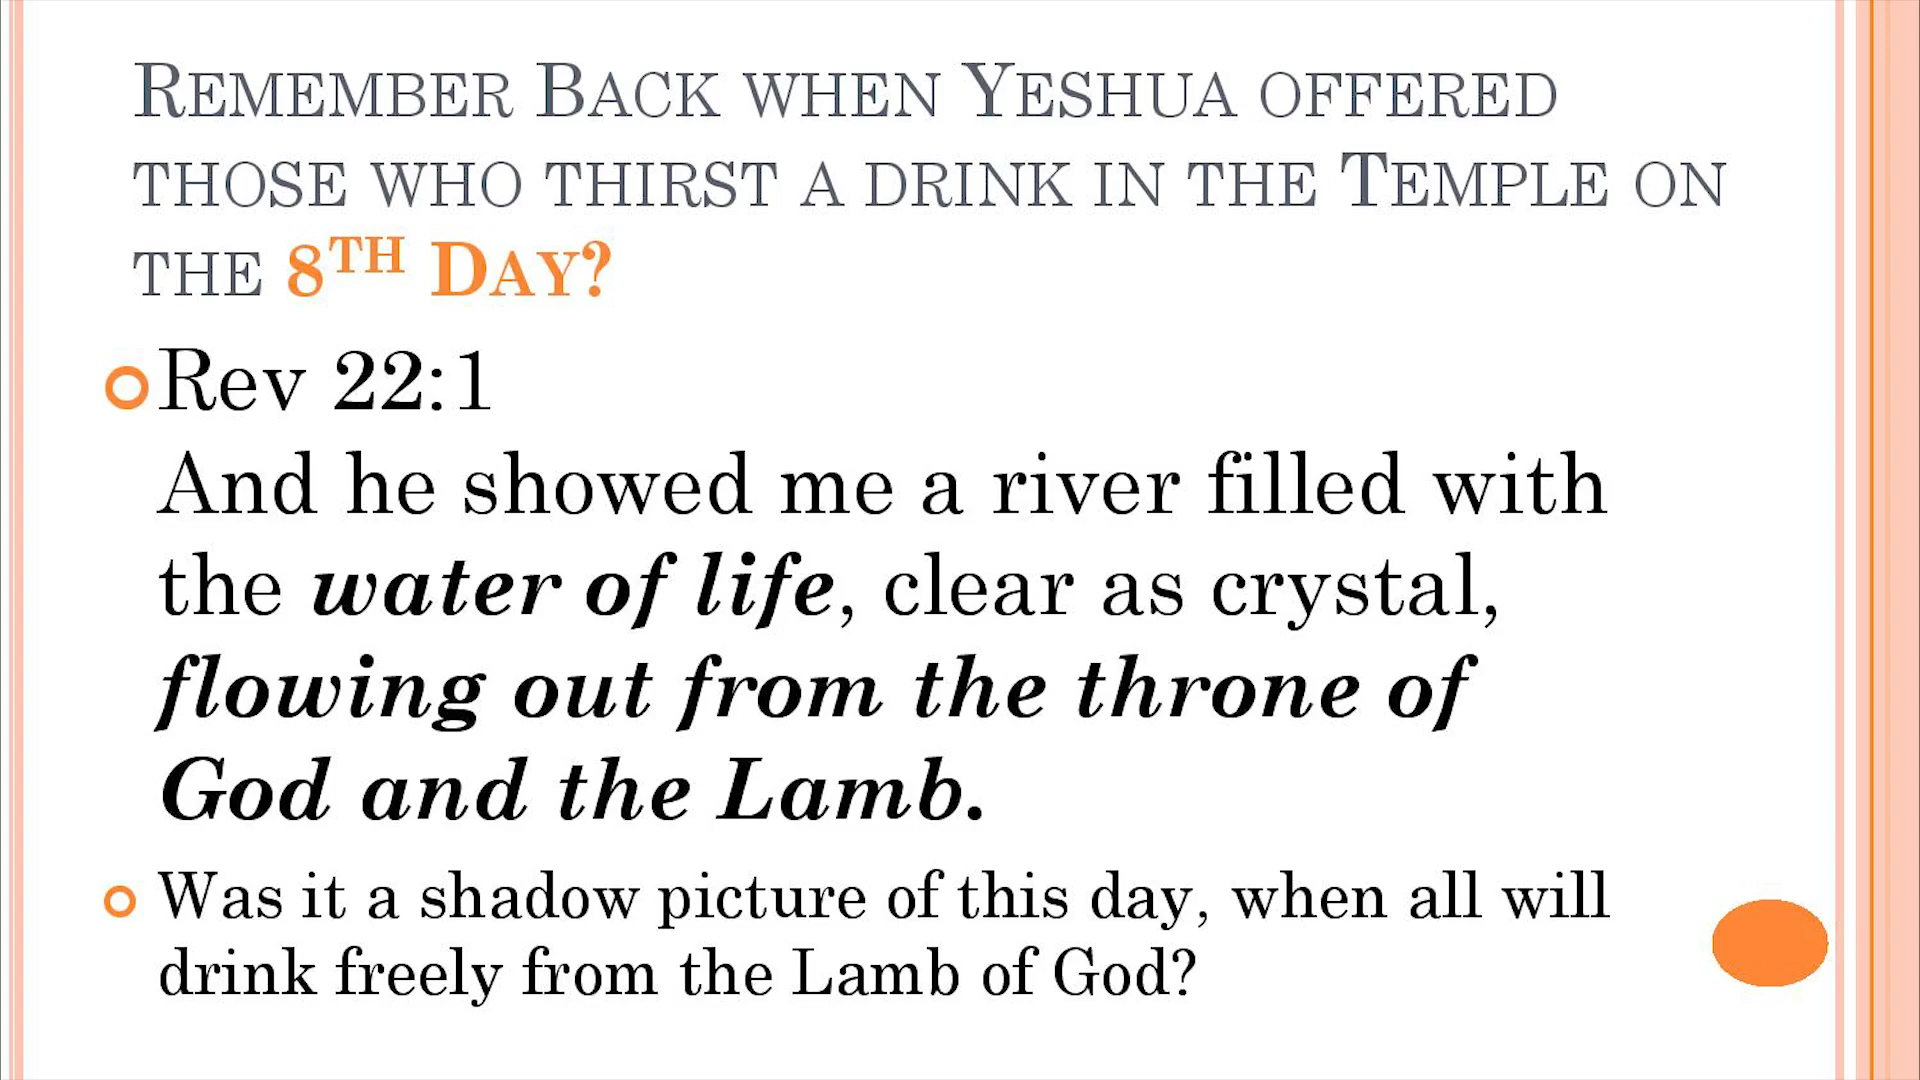 Remember Back when Yeshua offered
those who thirst a drink in the Temple on
the 8th Day?
Rev 22:1
And he showed me a river filled with
the water of life, clear as crystal,
flowing out from the throne of
God and the Lamb.
Was it a shadow picture of this day, when all will
drink freely from the Lamb of God?